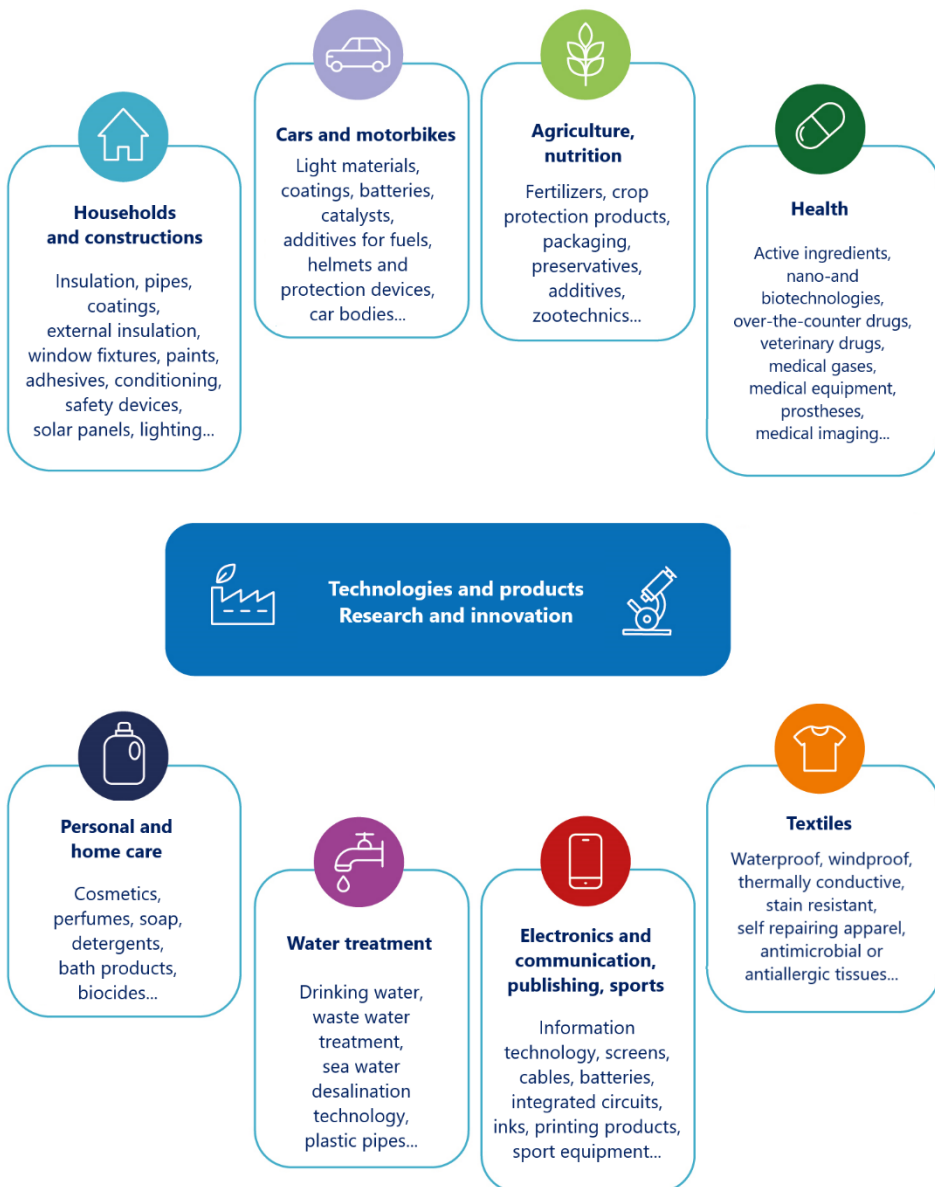 Households
and constructions
Insulation, pipes,
coatings,
external insulation,
window fixtures, paints,
adhesives, conditioning,
safety devices,
solar panels, lighting...
Cars and motorbikes
Light materials,
coatings, batteries,
catalysts,
additives for fuels,
helmets and
protection devices,
car bodies...
Agriculture,
nutrition
Fertilizers, crop
protection products,
packaging,
preservatives,
additives,
zootechnics...
Health
Active ingredients,
nano-and
biotechnologies,
over-the-counter drugs,
veterinary drugs,
medical gases,
medical equipment,
prostheses,
medical imaging...
Technologies and products
Research and innovation
Personal and
home care
Cosmetics,
perfumes, soap,
detergents,
bath products,
biocides...
Water treatment
Drinking water,
waste water
treatment,
sea water
desalination
technology,
plastic pipes...
Electronics and
communication,
publishing, sports
Information
technology, screens,
cables, batteries,
integrated circuits,
inks, printing products,
sport equipment...
Textiles
Waterproof, windproof,
thermally conductive,
stain resistant,
self repairing apparel,
antimicrobial or
antiallergic tissues...